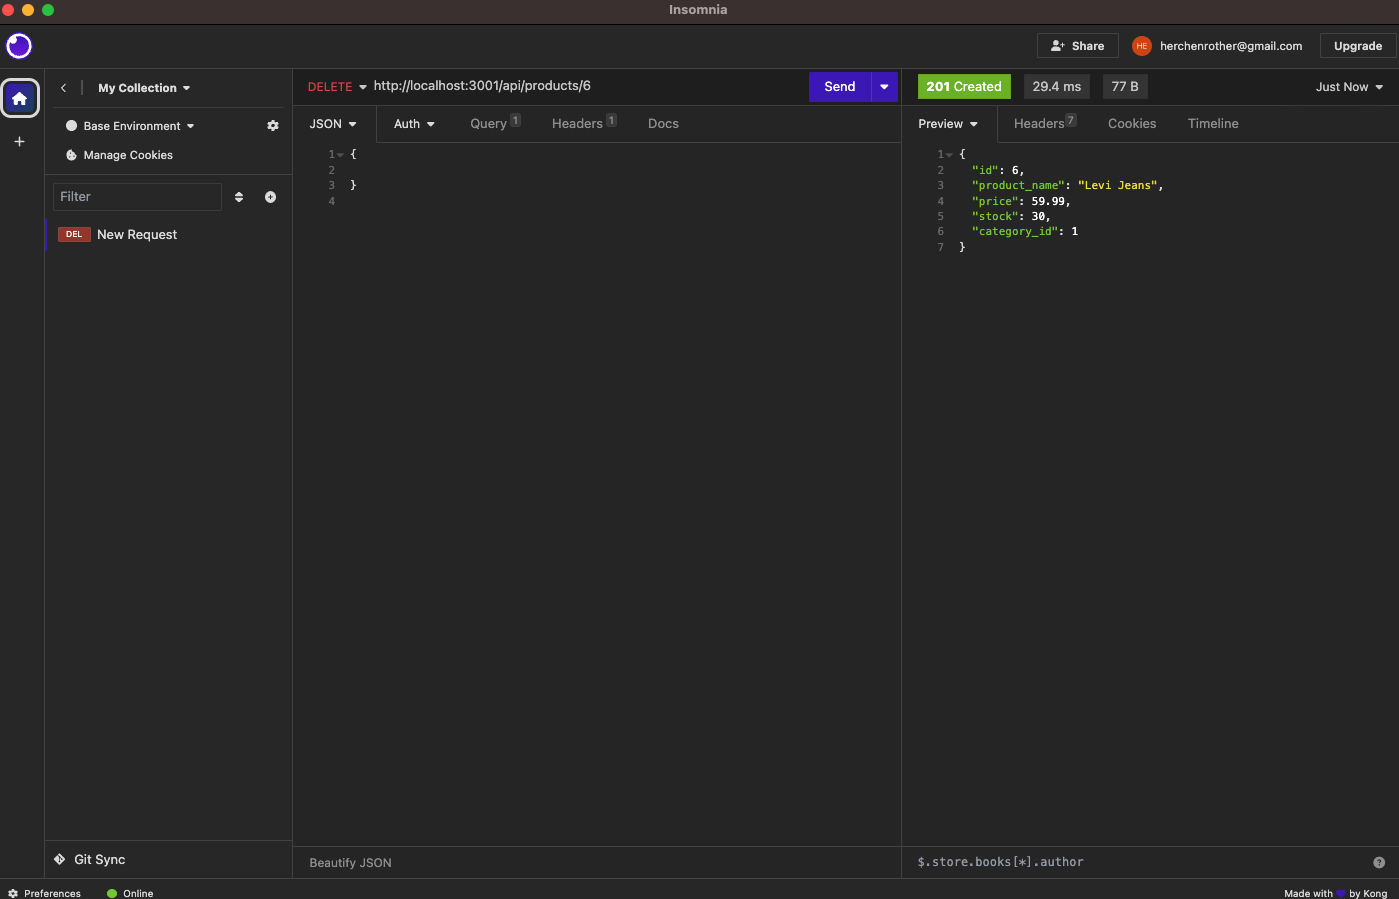 Insomnia
Share
HE
herchenrother@gmail.com
Upgrade
My Collection
Base Environment
Manage Cookies
Filter
DEL New Request
Git Sync
DELETE http://localhost:3001/api/products/6
Send
JSON Auth Query 1 Headers 1 Docs
1 {
2
3 }
4
Beautify JSON
201 Created 29.4 ms 77 B Just Now
Preview Headers 7 Cookies Timeline
1 {
2 "id": 6,
3 "product_name": "Levi Jeans",
4 "price": 59.99,
5 "stock": 30,
6 "category_id": 1
7 }
$.store.books[*].author
?
Preferences Online
Made with by Kong